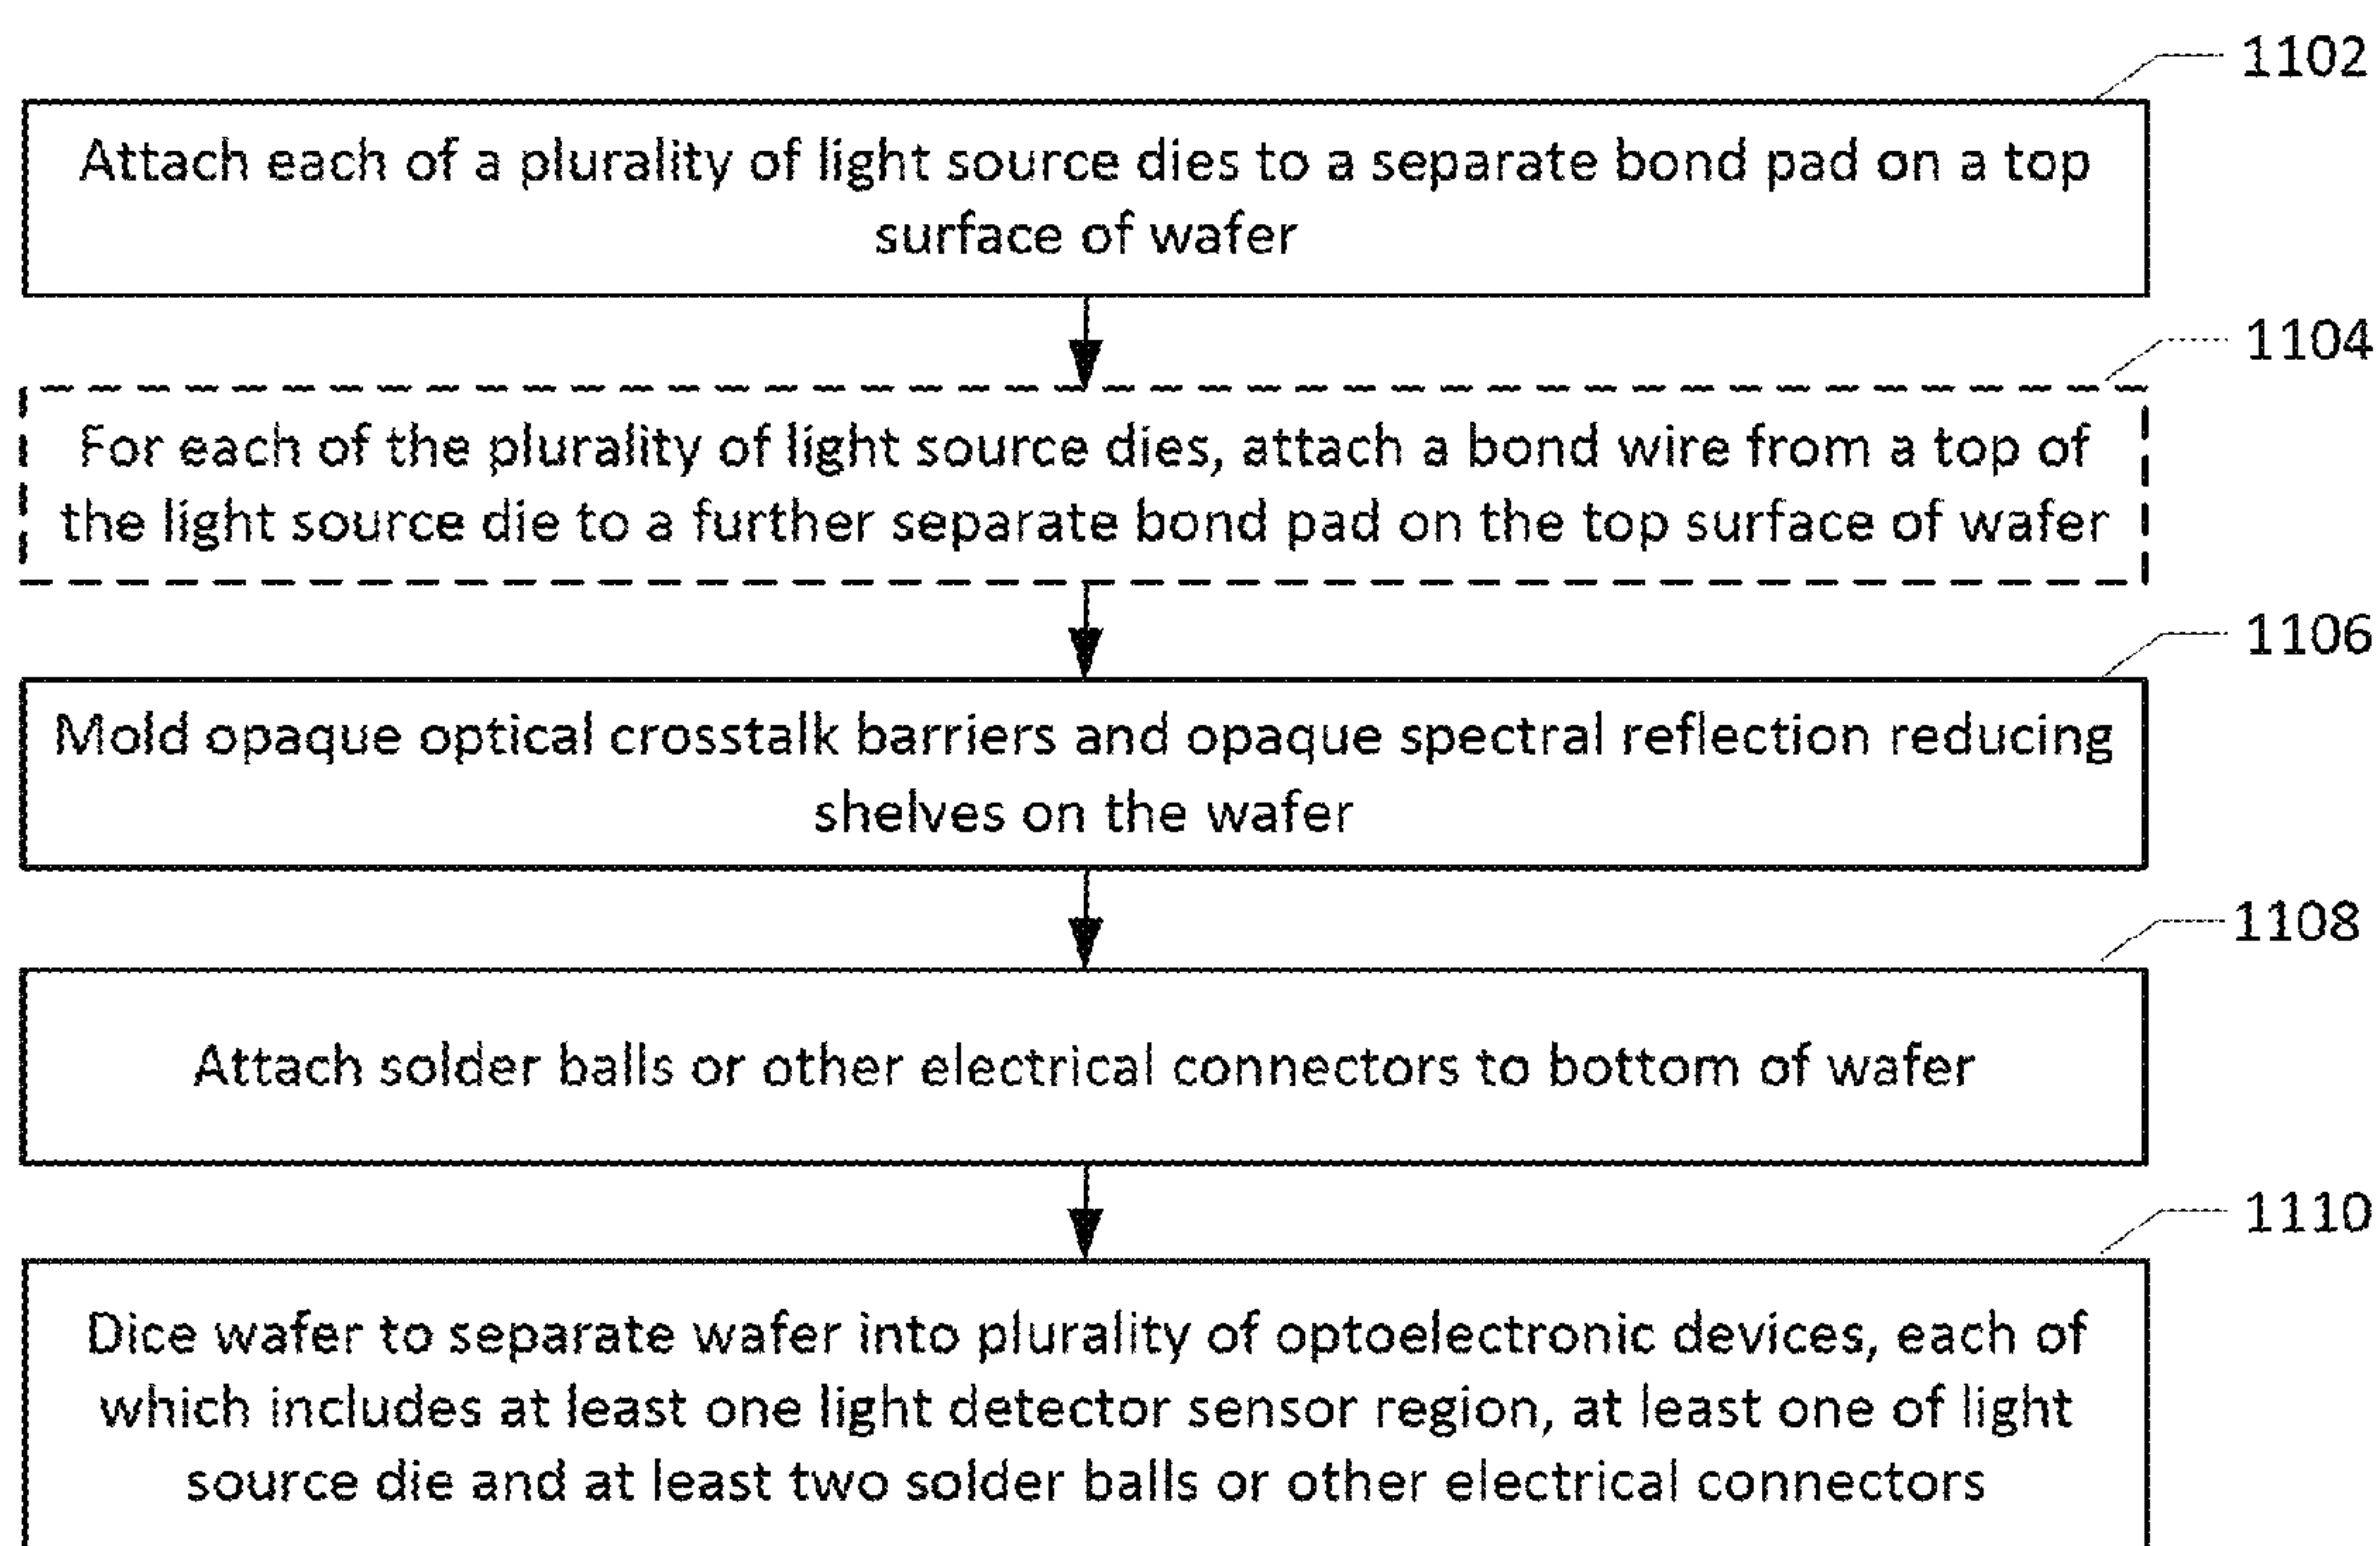 1102
Attach each of a plurality of light source dies to a separate bond pad on a top
surface of wafer
1104
For each of the plurality of light source dies, attach a bond wire from a top of
the light source die to a further separate bond pad on the top surface of wafer
1106
Mold opaque optical crosstalk barriers and opaque spectral reflection reducing
shelves on the wafer
1108
Attach solder balls or other electrical connectors to bottom of wafer
1110
Dice wafer to separate wafer into plurality of optoelectronic devices, each of
which includes at least one light detector sensor region, at least one of light
source die and at least two solder balls or other electrical connectors